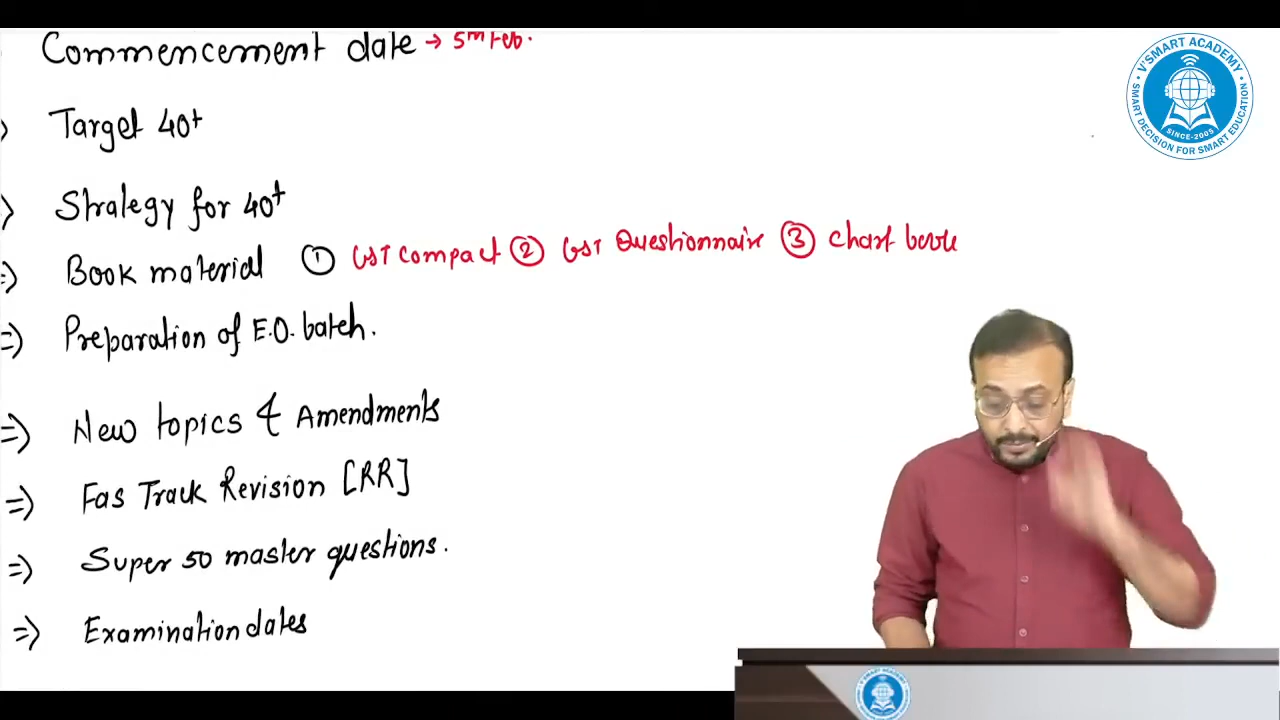 Commencement date → 5th Feb.
Target 40+
Strategy for 40+
⇒ Book material ① GST Compact ② GST Questionnaire ③ Chart book
⇒ Preparation of E.O. batch.
⇒ New topics & Amendments
⇒ Fas Track Revision [RR]
⇒ Super 50 master questions.
⇒ Examination dates
V'SMART ACADEMY
SMART DECISION FOR SMART EDUCATION
SINCE-2005